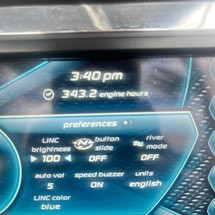 3:40 pm
343.2 engine hours
preferences
LINC brightness
100
button slide
OFF
river mode
OFF
auto vol
5
speed buzzer
ON
units
english
LINC color
blue